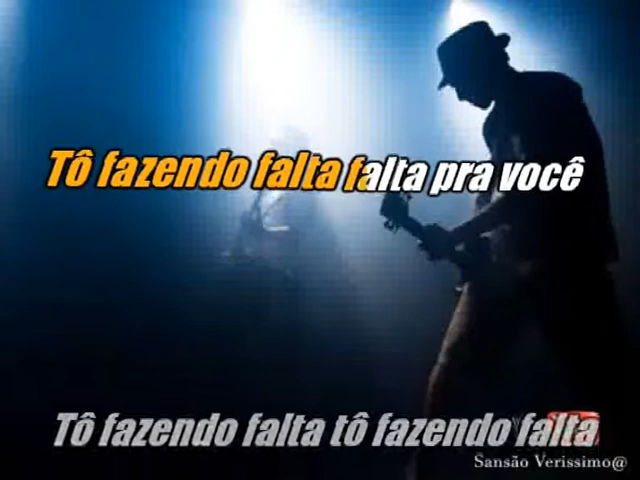 Tô fazendo falta falta pra você
Tô fazendo falta tô fazendo falta
Sansão Verissimo@